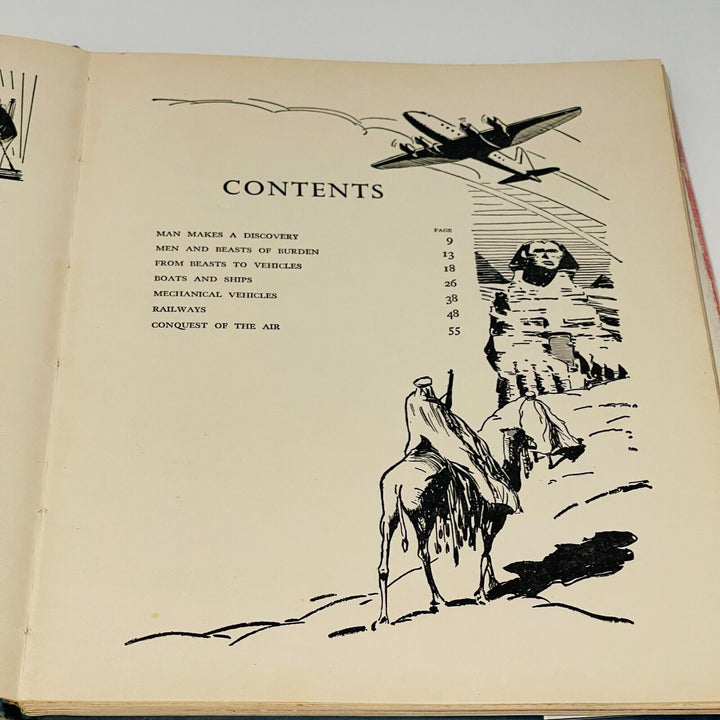 CONTENTS
PAGE
MAN MAKES A DISCOVERY 9
MEN AND BEASTS OF BURDEN 13
FROM BEASTS TO VEHICLES 18
BOATS AND SHIPS 26
MECHANICAL VEHICLES 38
RAILWAYS 48
CONQUEST OF THE AIR 55